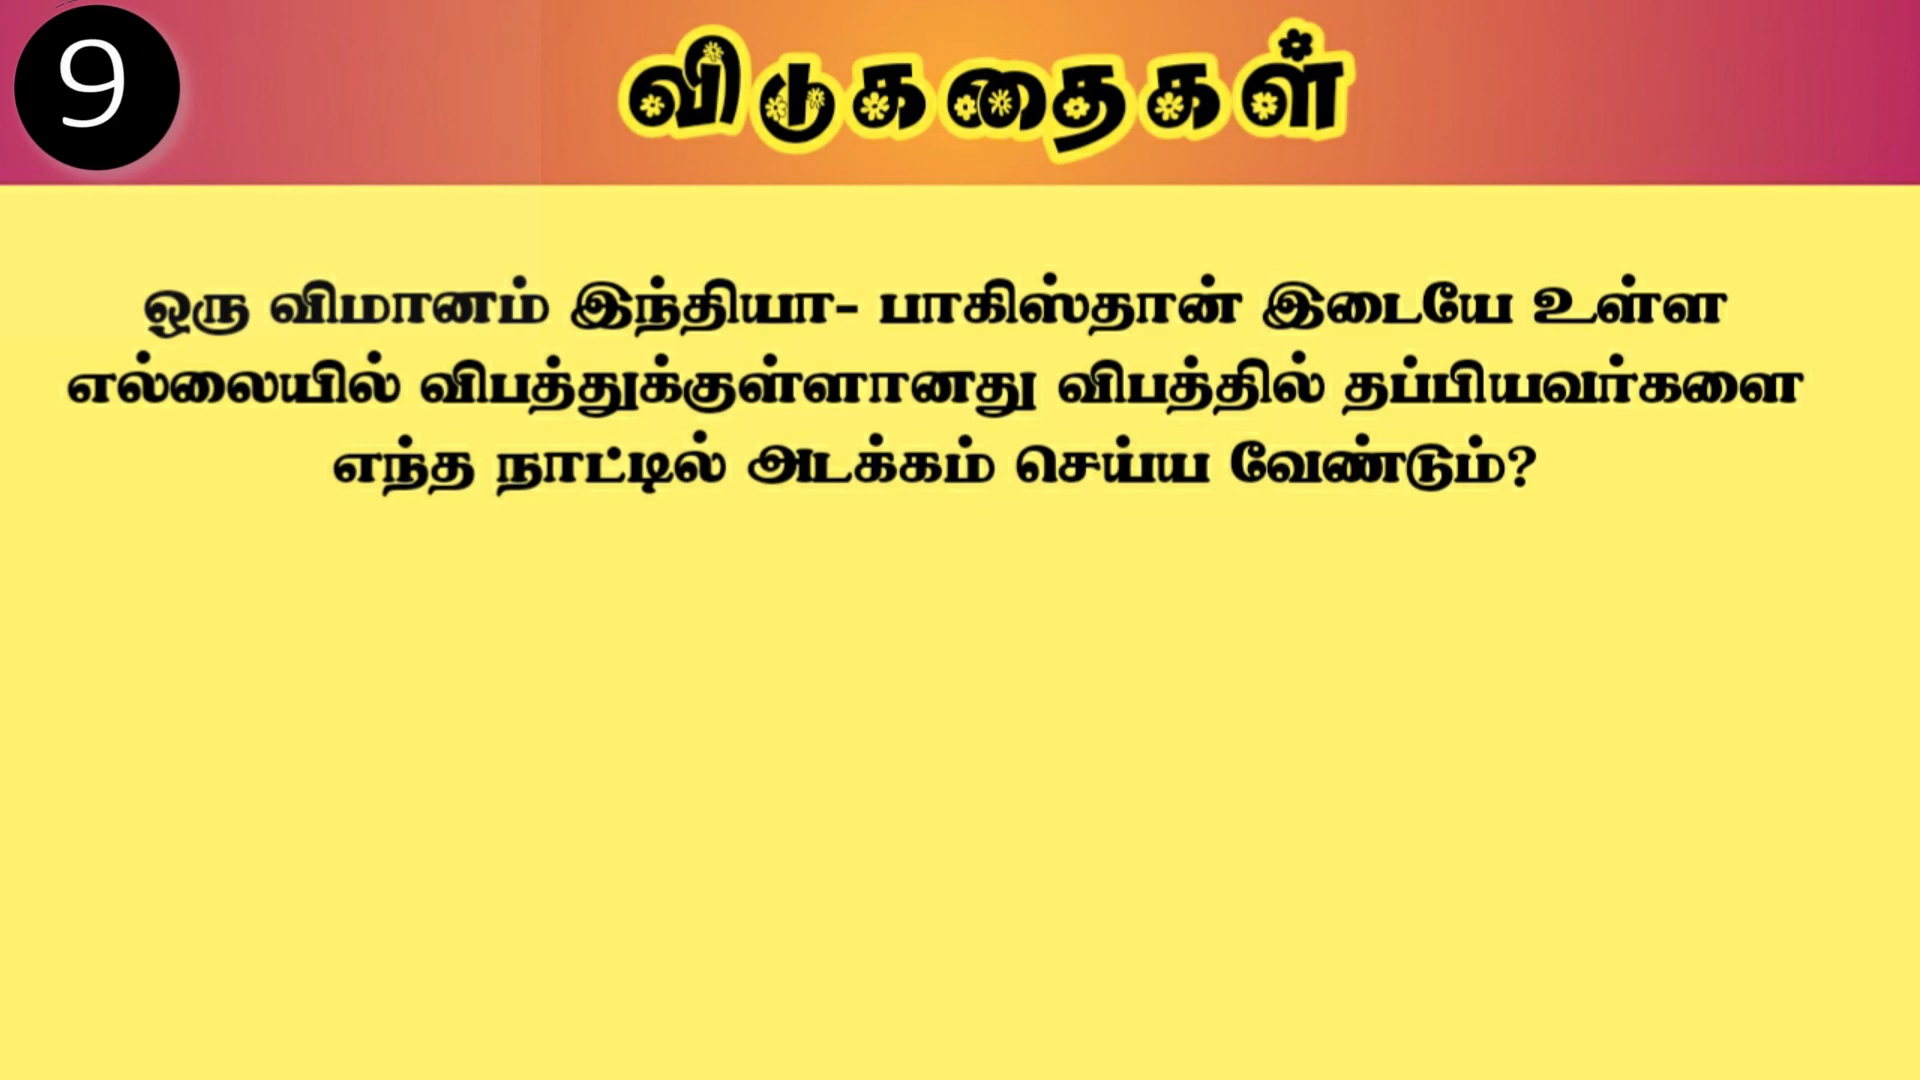 9
விடுகதைகள்
ஒரு விமானம் இந்தியா- பாகிஸ்தான் இடையே உள்ள
எல்லையில் விபத்துக்குள்ளானது விபத்தில் தப்பியவர்களை
எந்த நாட்டில் அடக்கம் செய்ய வேண்டும்?